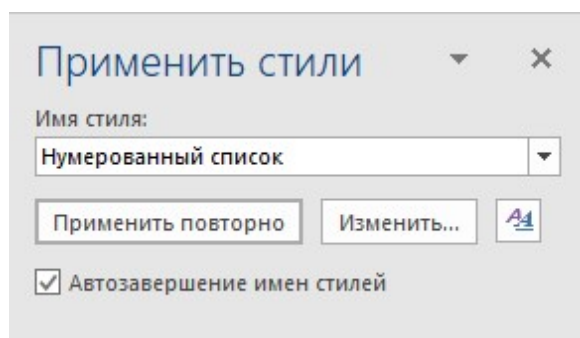 Применить стили
Имя стиля:
Нумерованный список
Применить повторно Изменить...
Автозавершение имен стилей